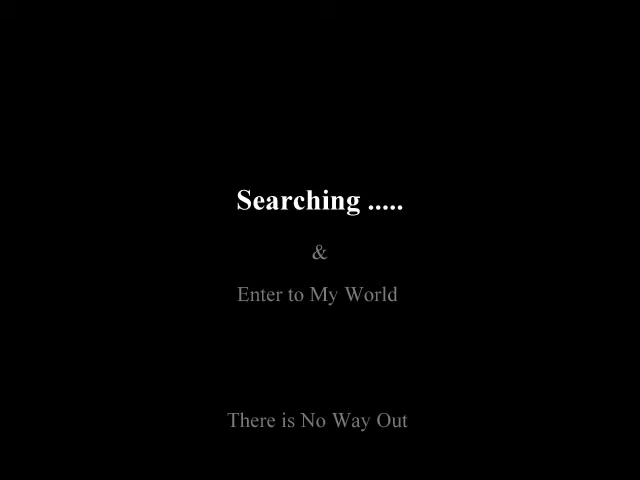 Searching .....
&
Enter to My World
There is No Way Out